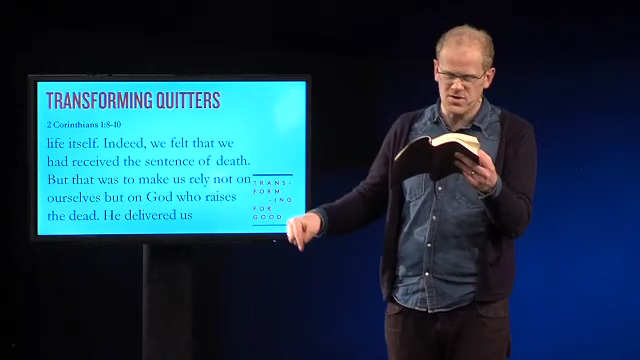 TRANSFORMING QUITTERS
2 Corinthians 1:8-10
life itself. Indeed, we felt that we
had received the sentence of death.
But that was to make us rely not on
ourselves but on God who raises
the dead. He delivered us
TRANS-
FORM
-ING
FOR
GOOD